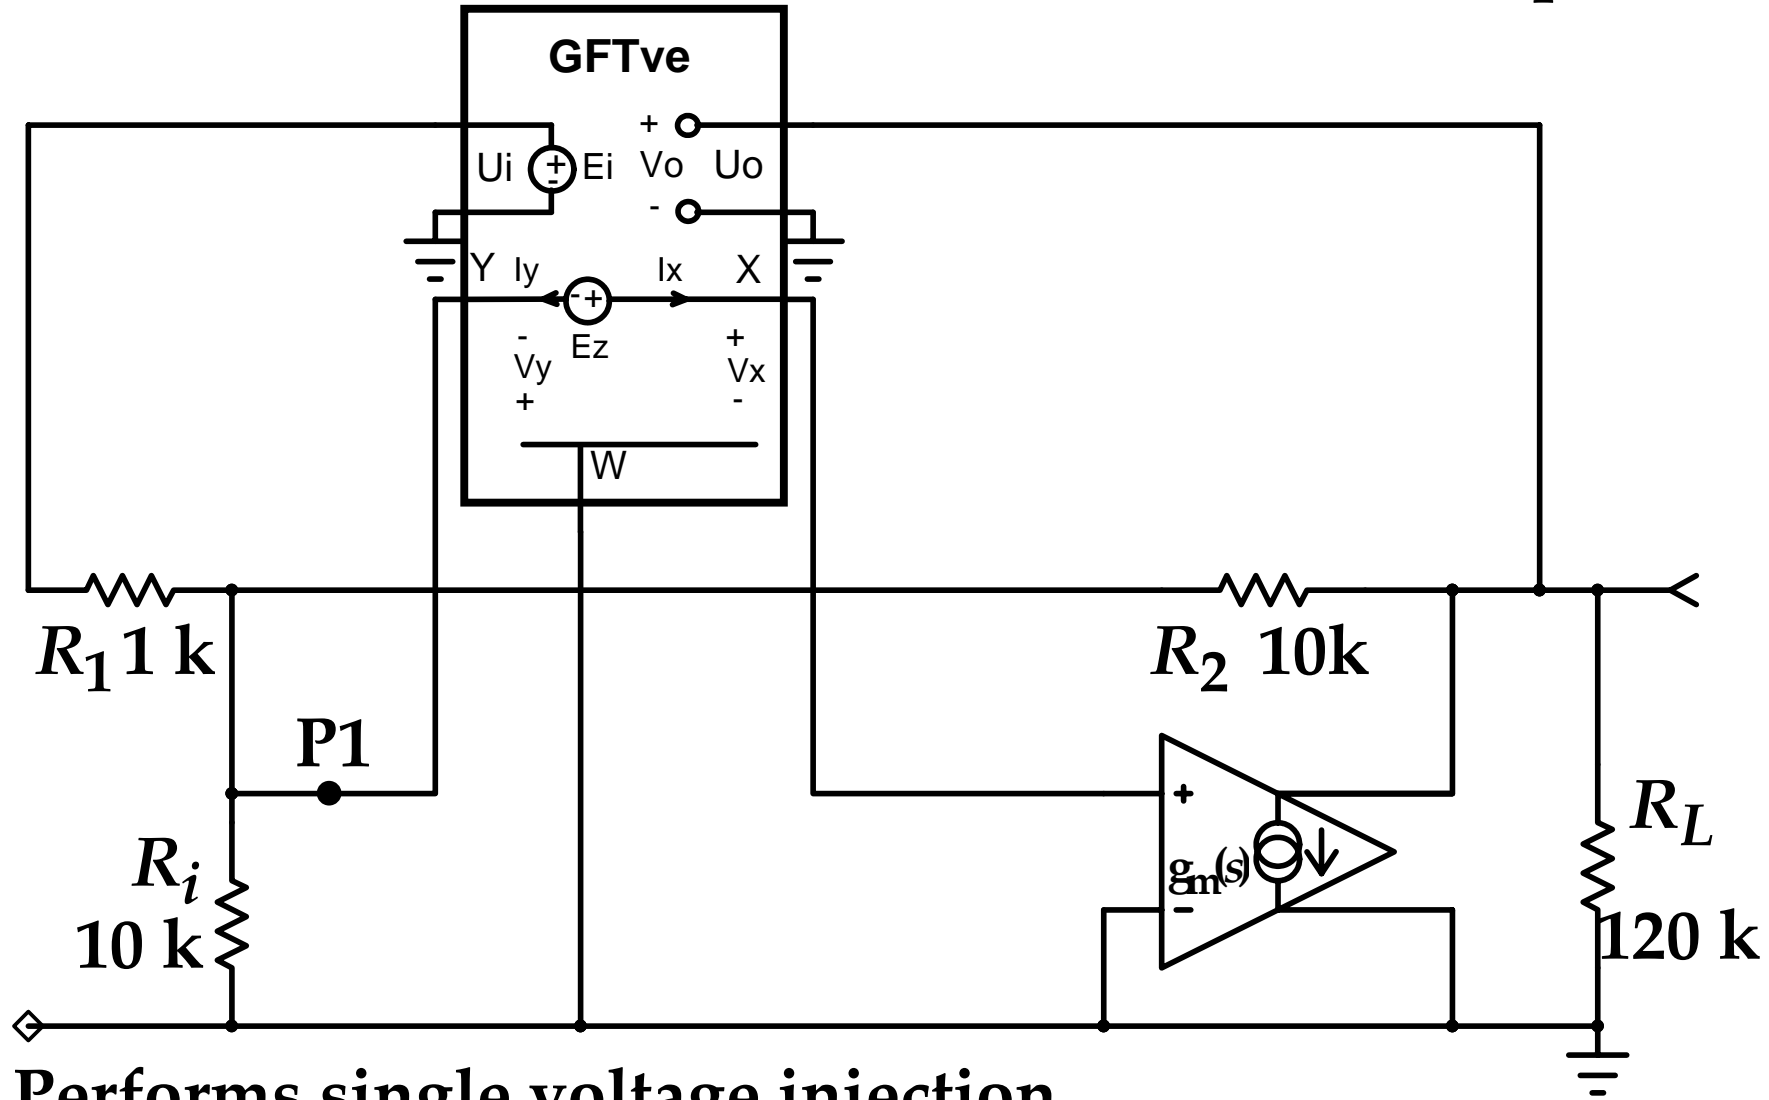 GFTve
+
Ui + - Ei Vo Uo
-
Y Iy Ix X
- +
- Ez +
Vy Vx
+ -
W
R1 1 k R2 10k
P1
+
Ri RL
gm(s)
10 k - 120 k
Performs single voltage injection